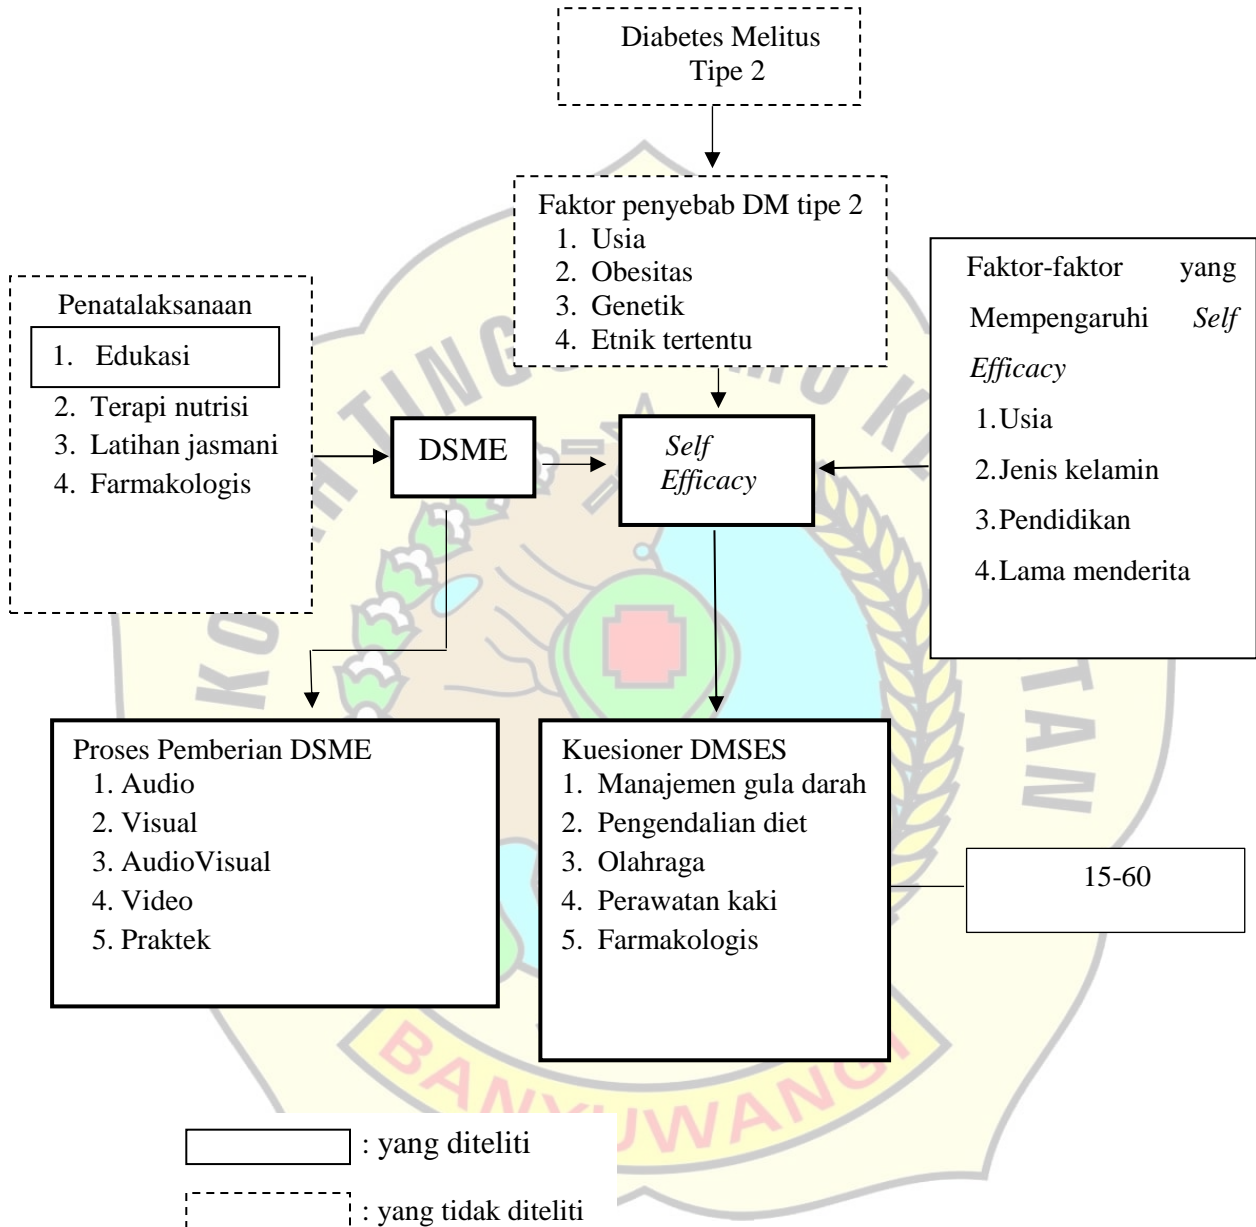 Diabetes Melitus
Tipe 2
Faktor penyebab DM tipe 2
1. Usia
2. Obesitas
3. Genetik
4. Etnik tertentu
Faktor-faktor yang
Mempengaruhi Self
Efficacy
1.Usia
2.Jenis kelamin
3.Pendidikan
4.Lama menderita
Penatalaksanaan
1. Edukasi
2. Terapi nutrisi
3. Latihan jasmani
4. Farmakologis
DSME
Self
Efficacy
Proses Pemberian DSME
1. Audio
2. Visual
3. AudioVisual
4. Video
5. Praktek
Kuesioner DMSES
1. Manajemen gula darah
2. Pengendalian diet
3. Olahraga
4. Perawatan kaki
5. Farmakologis
15-60
BANYUWANGI
: yang diteliti
: yang tidak diteliti